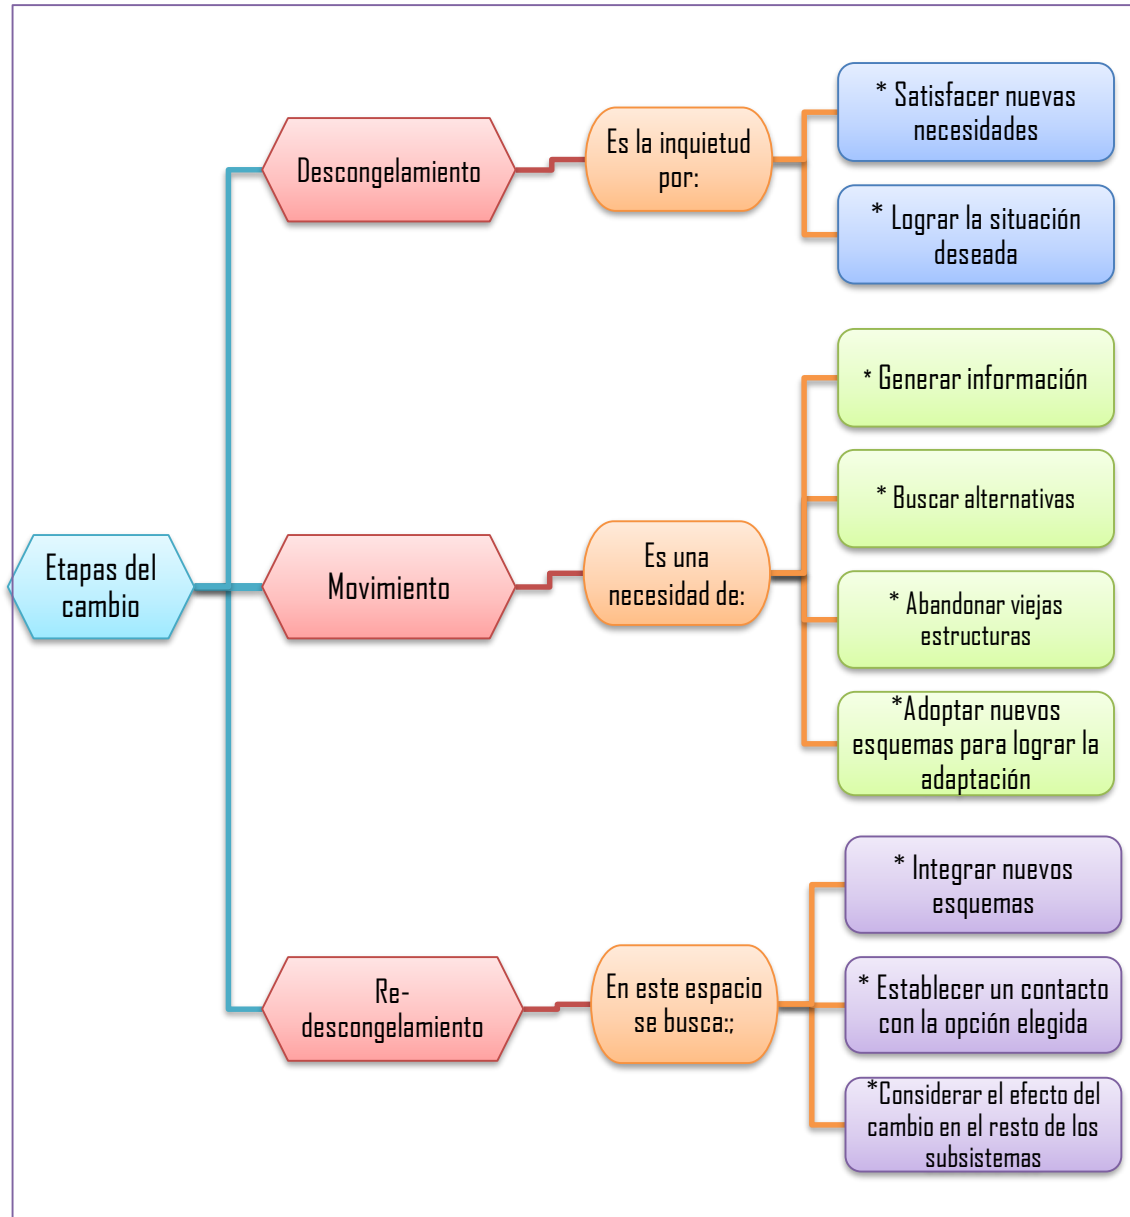 Etapas del
cambio
Descongelamiento
Es la inquietud
por:
* Satisfacer nuevas
necesidades
* Lograr la situación
deseada
Movimiento
Es una
necesidad de:
* Generar información
* Buscar alternativas
* Abandonar viejas
estructuras
*Adoptar nuevos
esquemas para lograr la
adaptación
Re-
descongelamiento
En este espacio
se busca:;
* Integrar nuevos
esquemas
* Establecer un contacto
con la opción elegida
*Considerar el efecto del
cambio en el resto de los
subsistemas